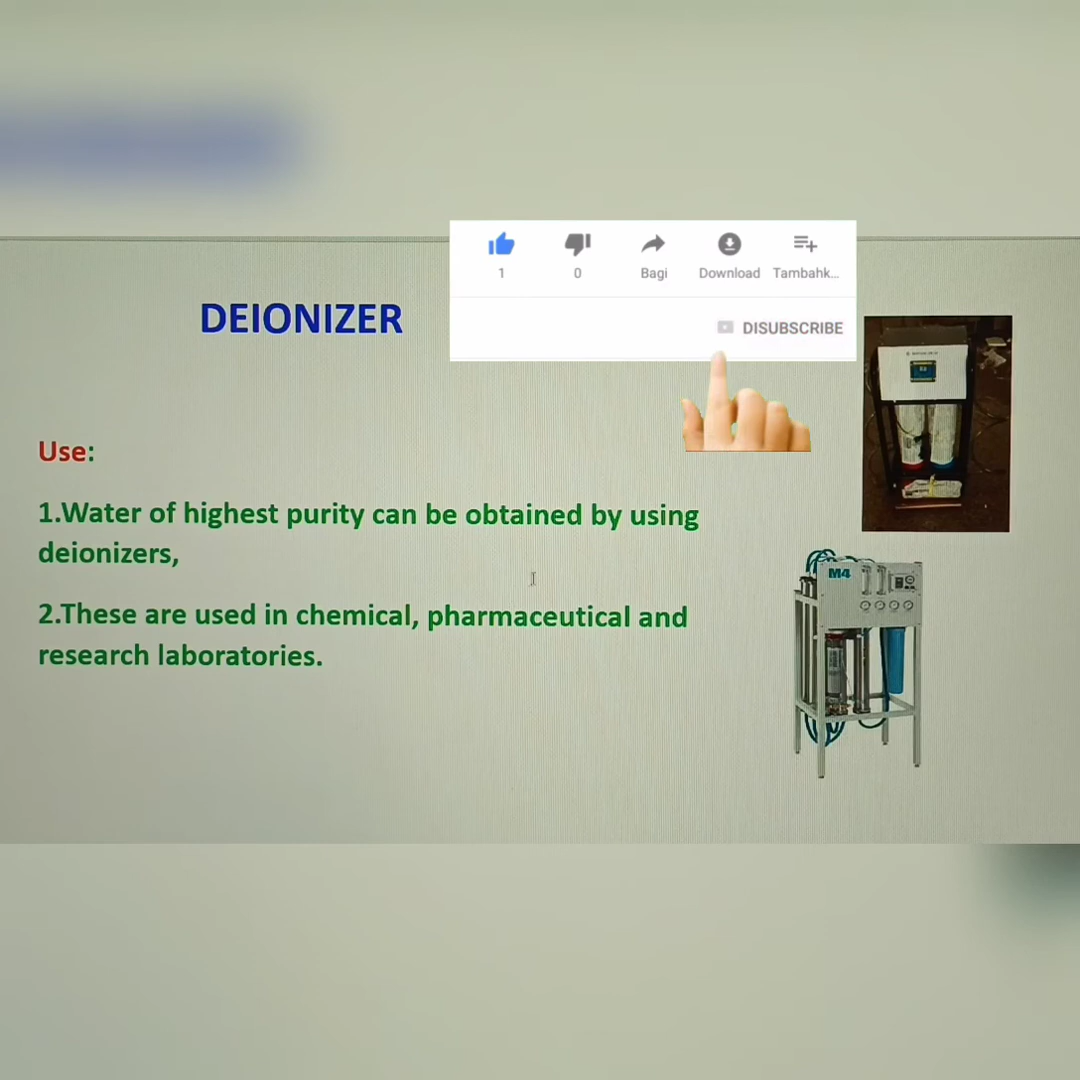 1
0
Bagi
Download
Tambahk...
DISUBSCRIBE
DEIONIZER
Use:
1.Water of highest purity can be obtained by using
deionizers,
2.These are used in chemical, pharmaceutical and
research laboratories.
M4